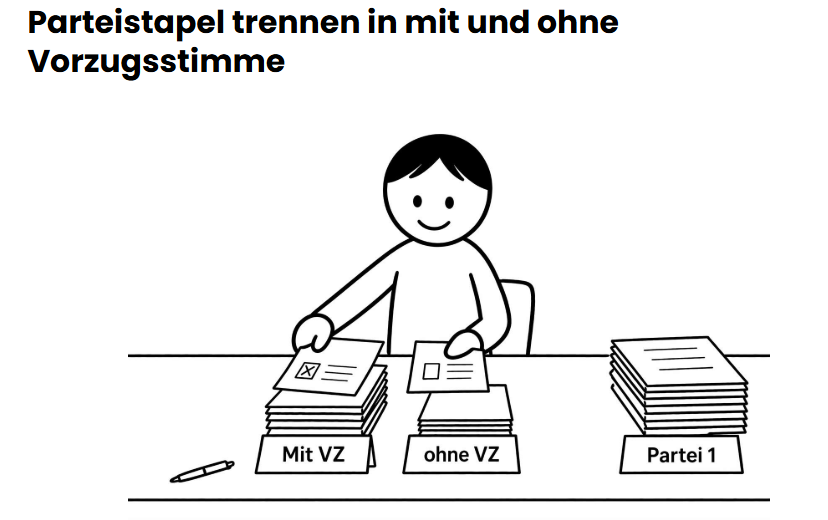 Parteistapel trennen in mit und ohne
Vorzugsstimme
Mit VZ
ohne VZ
Partei 1